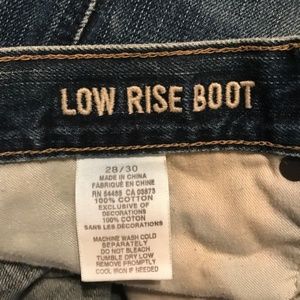 LOW RISE BOOT
28/30
MADE IN CHINA
FABRIQUÉ EN CHINE
RN 54485 CA 03873
100% COTTON
EXCLUSIVE OF
DECORATIONS
100% COTON
SANS LES DÉCORATIONS
MACHINE WASH COLD
SEPARATELY
DO NOT BLEACH
TUMBLE DRY LOW
REMOVE PROMPTLY
COOL IRON IF NEEDED